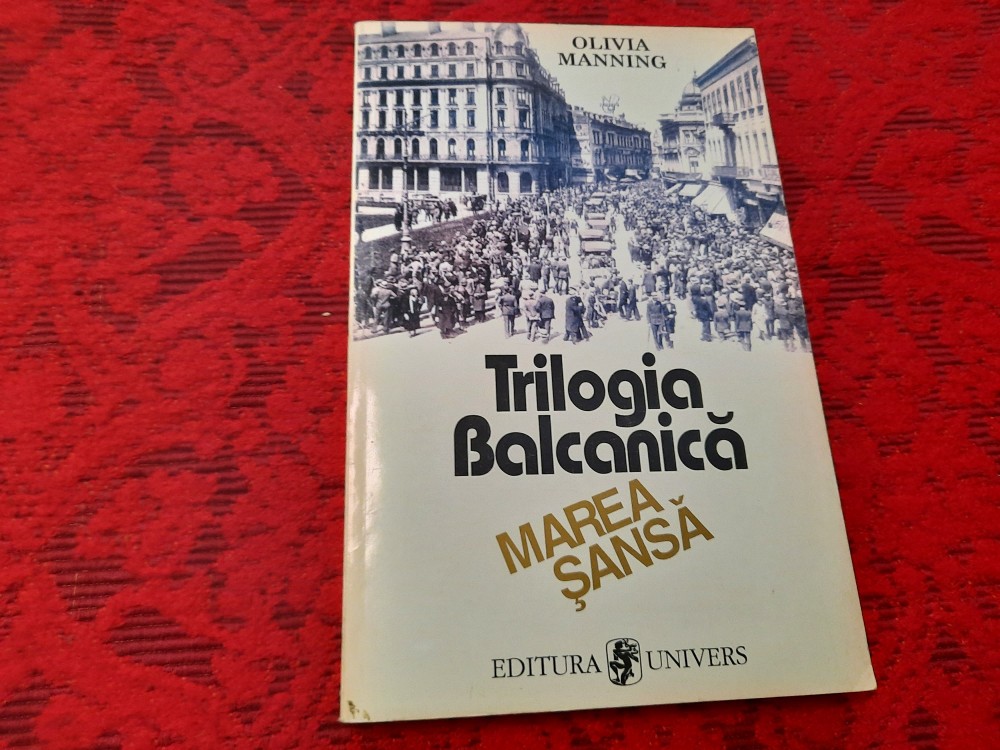 OLIVIA
MANNING
Trilogia
Balcanică
MAREA
ŞANSĂ
EDITURA UNIVERS